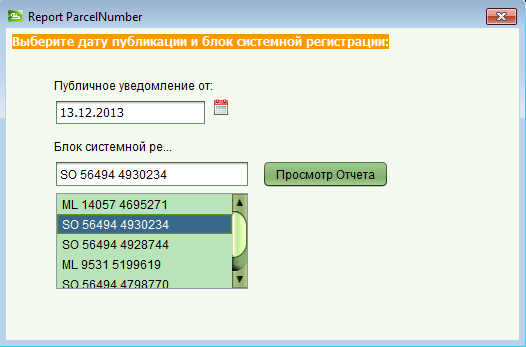 Report ParcelNumber
Выберите дату публикации и блок системной регистрации:
Публичное уведомление от:
13.12.2013
Блок системной ре...
SO 56494 4930234
Просмотр Отчета
ML 14057 4695271
SO 56494 4930234
SO 56494 4928744
ML 9531 5199619
SO 56494 4798770